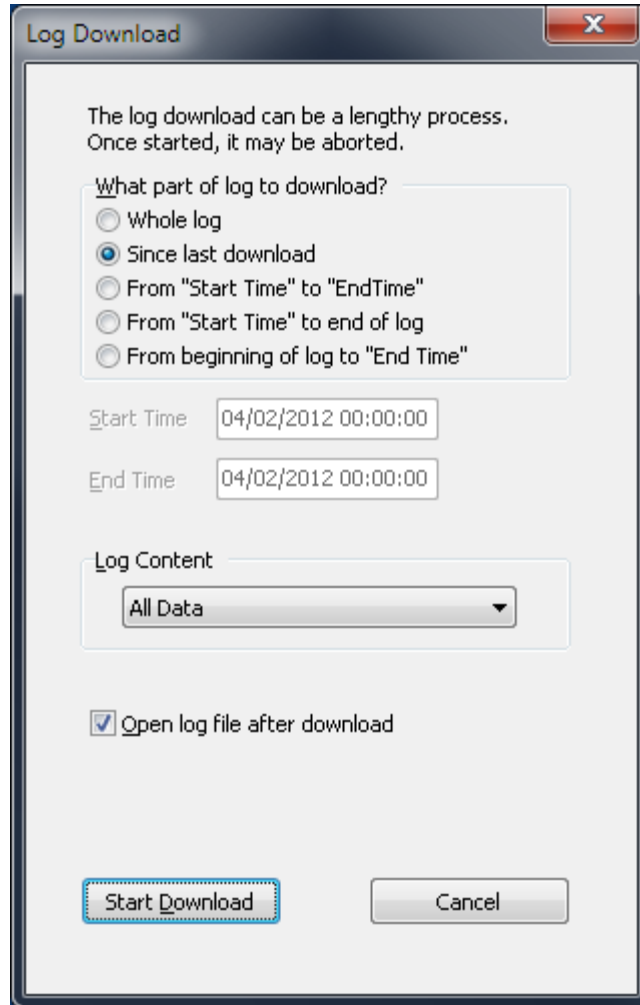 Log Download
The log download can be a lengthy process.
Once started, it may be aborted.
What part of log to download?
Whole log
Since last download
From "Start Time" to "EndTime"
From "Start Time" to end of log
From beginning of log to "End Time"
Start Time 04/02/2012 00:00:00
End Time 04/02/2012 00:00:00
Log Content
All Data
Open log file after download
Start Download Cancel